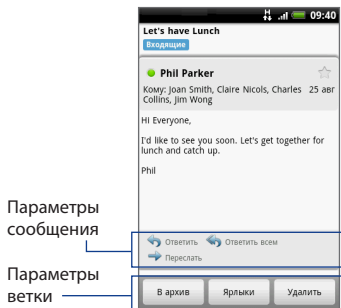 H
09:40
Let's have Lunch
Входящие
Phil Parker
Кому: Joan Smith, Claire Nicols, Charles 25 авг
Collins, Jim Wong
Hi Everyone,
I'd like to see you soon. Let's get together for
lunch and catch up.
Phil
Параметры
сообщения
Ответить Ответить всем
Переслать
Параметры
ветки
В архив Ярлыки Удалить